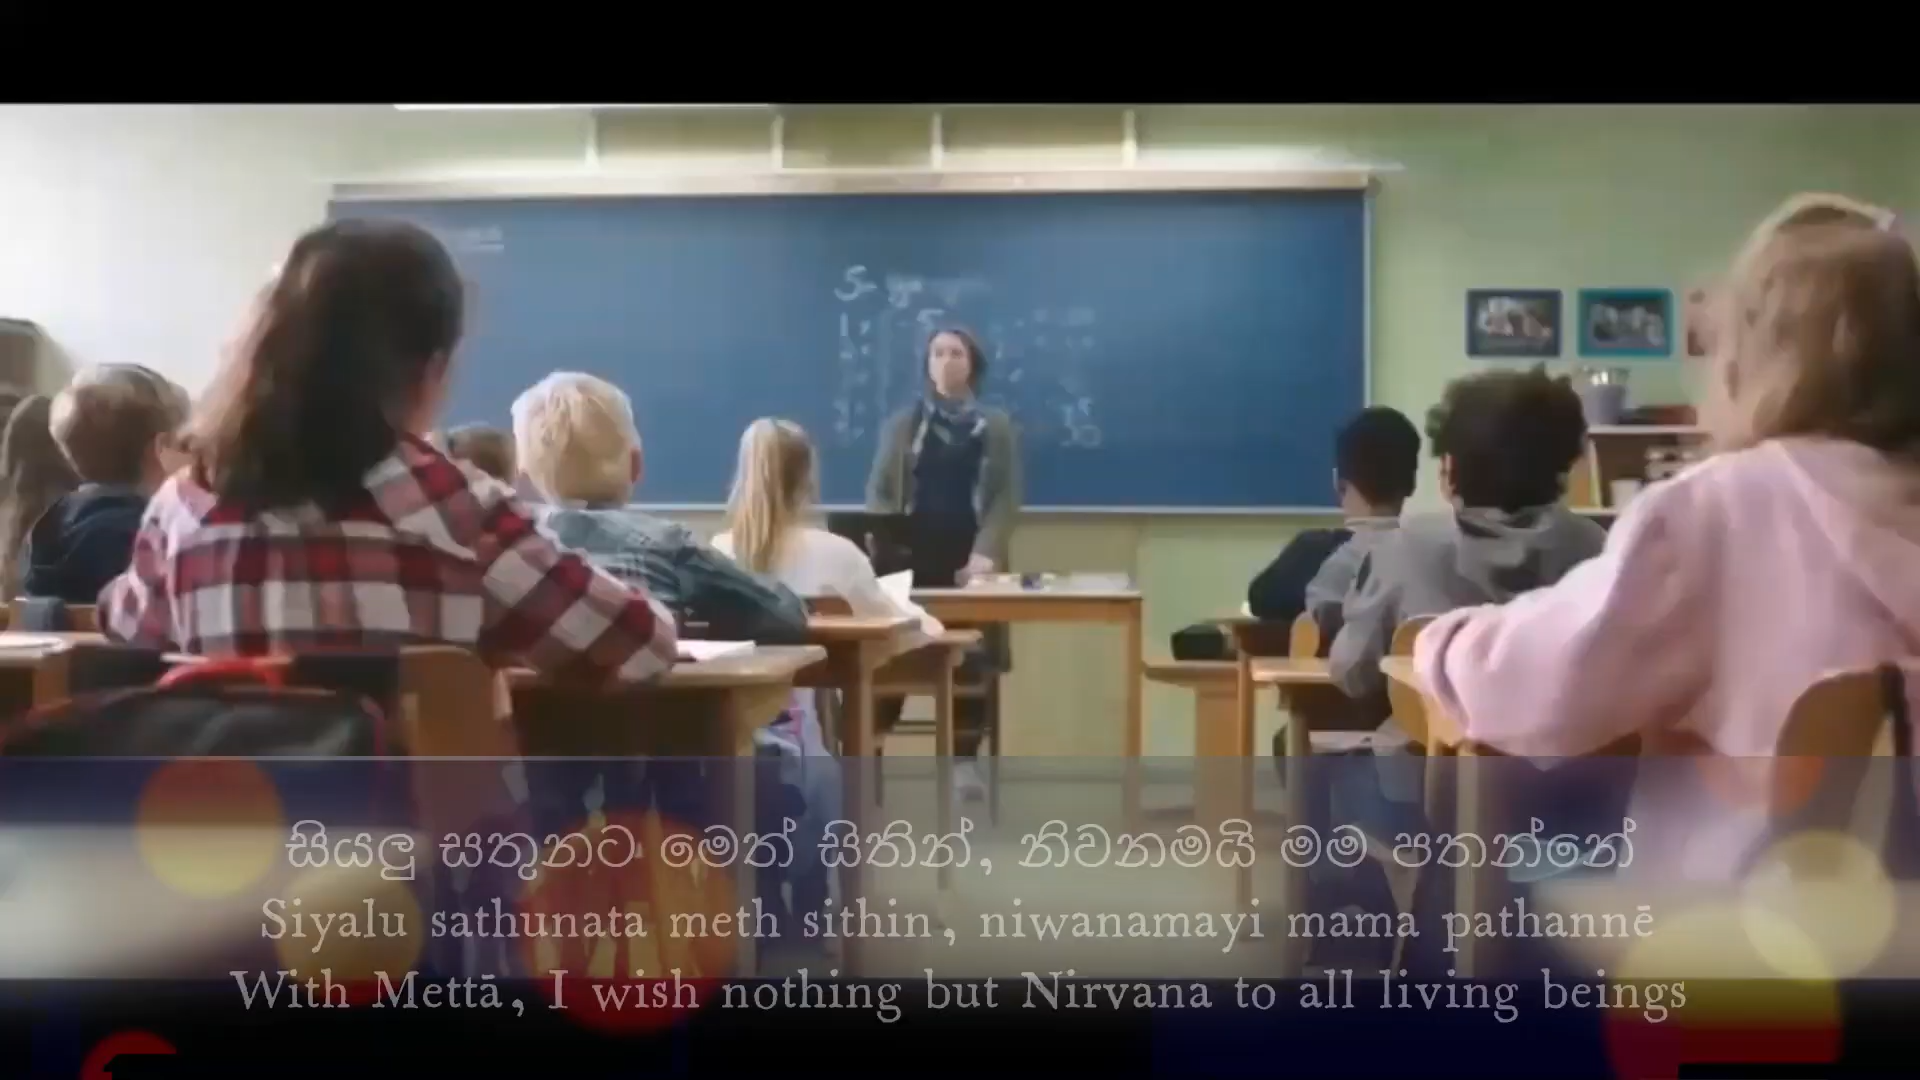 සියලු සතුනට මෙත් සිතින්, නිවනමයි මම පතන්නේ
Siyalu sathunata meth sithin, niwanamayi mama pathannē
With Mettā, I wish nothing but Nirvana to all living beings